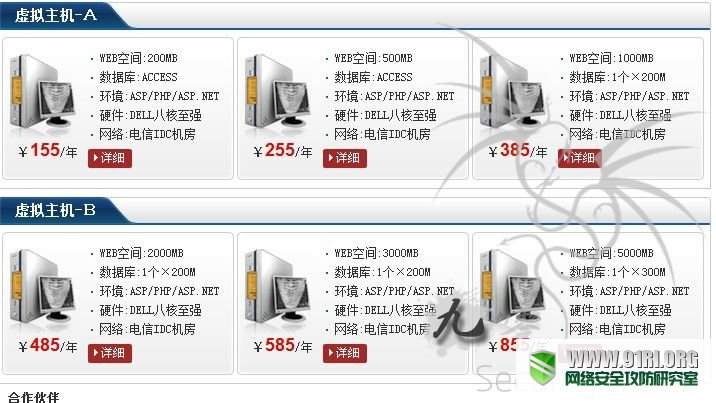 虚拟主机-A
WEB空间:200MB
数据库:ACCESS
环境:ASP/PHP/ASP.NET
硬件:DELL八核至强
网络:电信IDC机房
￥155/年
详细
WEB空间:500MB
数据库:ACCESS
环境:ASP/PHP/ASP.NET
硬件:DELL八核至强
网络:电信IDC机房
￥255/年
详细
WEB空间:1000MB
数据库:1个×200M
环境:ASP/PHP/ASP.NET
硬件:DELL八核至强
网络:电信IDC机房
￥385/年
详细
虚拟主机-B
WEB空间:2000MB
数据库:1个×200M
环境:ASP/PHP/ASP.NET
硬件:DELL八核至强
网络:电信IDC机房
￥485/年
详细
WEB空间:3000MB
数据库:1个×200M
环境:ASP/PHP/ASP.NET
硬件:DELL八核至强
网络:电信IDC机房
￥585/年
详细
WEB空间:5000MB
数据库:1个×300M
环境:ASP/PHP/ASP.NET
硬件:DELL八核至强
网络:电信IDC机房
￥855/年
九
WWW.91RI.ORG
网络安全攻防研究室
合作伙伴